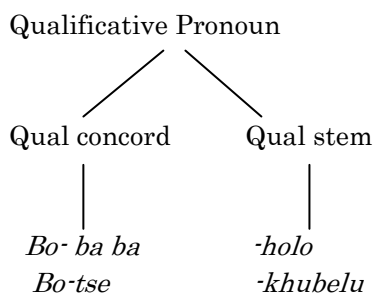 Qualificative Pronoun
Qual concord Qual stem
Bo- ba ba -holo
Bo-tse -khubelu